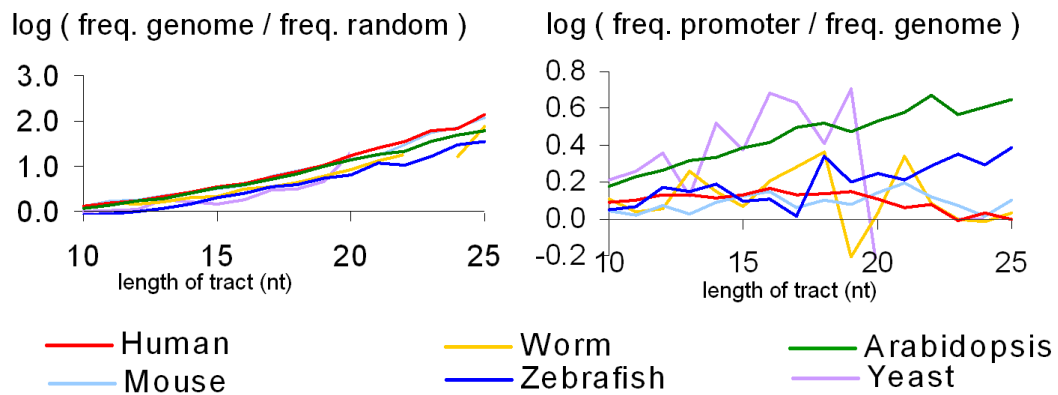 log ( freq. genome / freq. random )
3.0
2.0
1.0
0.0
10 15 20 25
length of tract (nt)
log ( freq. promoter / freq. genome )
0.8
0.6
0.4
0.2
0.0
-0.2
10 15 20 25
length of tract (nt)
Human
Worm
Arabidopsis
Mouse
Zebrafish
Yeast